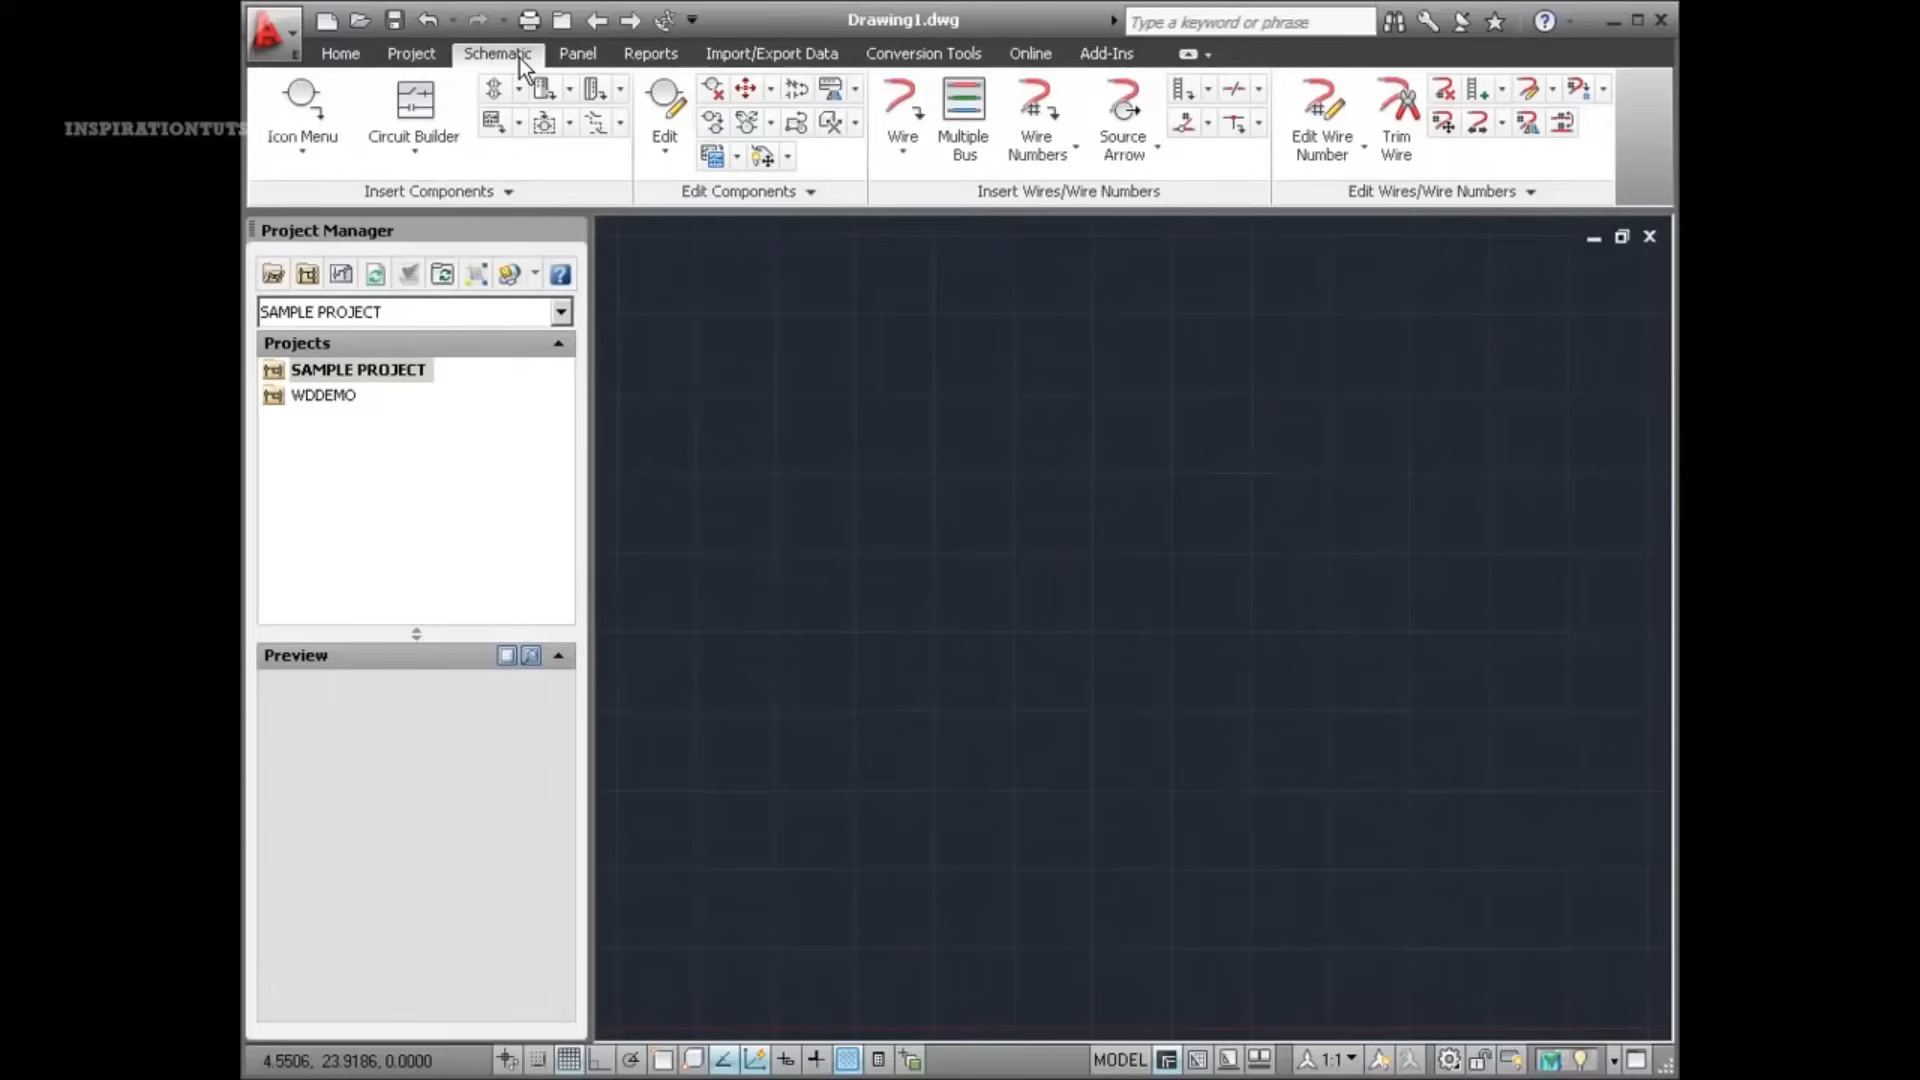 Drawing1.dwg
Type a keyword or phrase
Home Project Schematic Panel Reports Import/Export Data Conversion Tools Online Add-Ins
INSPIRATIONTUTS
Icon Menu
Circuit Builder
Edit
Wire
Multiple
Bus
Wire
Numbers
Source
Arrow
Edit Wire
Number
Trim
Wire
Insert Components
Edit Components
Insert Wires/Wire Numbers
Edit Wires/Wire Numbers
Project Manager
SAMPLE PROJECT
Projects
SAMPLE PROJECT
WDDEMO
Preview
4.5506, 23.9186, 0.0000
MODEL
1:1